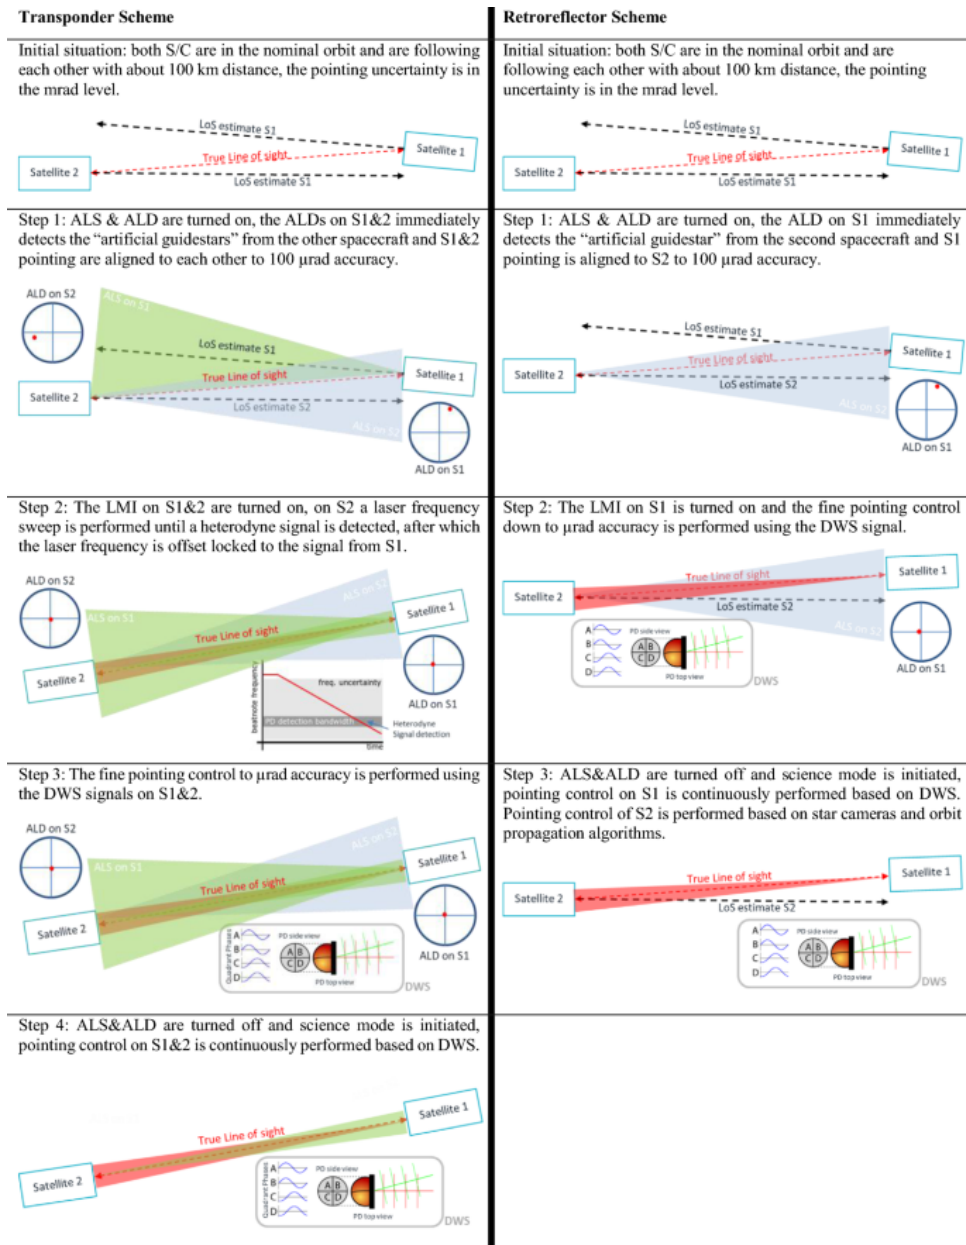 Transponder Scheme
Initial situation: both S/C are in the nominal orbit and are following
each other with about 100 km distance, the pointing uncertainty is in
the mrad level.
LoS estimate S1
True Line of sight
Satellite 1
Satellite 2
LoS estimate S1
Step 1: ALS & ALD are turned on, the ALDs on S1&2 immediately
detects the “artificial guidestars” from the other spacecraft and S1&2
pointing are aligned to each other to 100 µrad accuracy.
ALD on S2
ALS on S1
LoS estimate S1
True Line of sight
Satellite 1
Satellite 2
LoS estimate S2
ALS on S2
ALD on S1
Step 2: The LMI on S1&2 are turned on, on S2 a laser frequency
sweep is performed until a heterodyne signal is detected, after which
the laser frequency is offset locked to the signal from S1.
ALD on S2
ALS on S2
ALS on S1
Satellite 1
True Line of sight
Satellite 2
beatnote frequency
freq. uncertainty
PD detection bandwidth
Heterodyne
Signal detection
time
ALD on S1
Step 3: The fine pointing control to µrad accuracy is performed using
the DWS signals on S1&2.
ALD on S2
ALS on S2
ALS on S1
Satellite 1
True Line of sight
Satellite 2
Quadrant Phases
A
B
C
D
PD side view
A B
C D
PD top view
DWS
ALD on S1
Step 4: ALS&ALD are turned off and science mode is initiated,
pointing control on S1&2 is continuously performed based on DWS.
Satellite 1
True Line of sight
Satellite 2
Quadrant Phases
A
B
C
D
PD side view
A B
C D
PD top view
DWS
Retroreflector Scheme
Initial situation: both S/C are in the nominal orbit and are
following each other with about 100 km distance, the pointing
uncertainty is in the mrad level.
LoS estimate S1
True Line of sight
Satellite 1
Satellite 2
LoS estimate S1
Step 1: ALS & ALD are turned on, the ALD on S1 immediately
detects the “artificial guidestar” from the second spacecraft and S1
pointing is aligned to S2 to 100 µrad accuracy.
LoS estimate S1
True Line of sight
Satellite 1
Satellite 2
LoS estimate S2
ALS on S2
ALD on S1
Step 2: The LMI on S1 is turned on and the fine pointing control
down to µrad accuracy is performed using the DWS signal.
True Line of sight
Satellite 1
Satellite 2
LoS estimate S2
ALS on S2
A
B
C
D
PD side view
A B
C D
PD top view
DWS
ALD on S1
Step 3: ALS&ALD are turned off and science mode is initiated,
pointing control on S1 is continuously performed based on DWS.
Pointing control of S2 is performed based on star cameras and orbit
propagation algorithms.
True Line of sight
Satellite 1
Satellite 2
LoS estimate S2
A
B
C
D
PD side view
A B
C D
PD top view
DWS